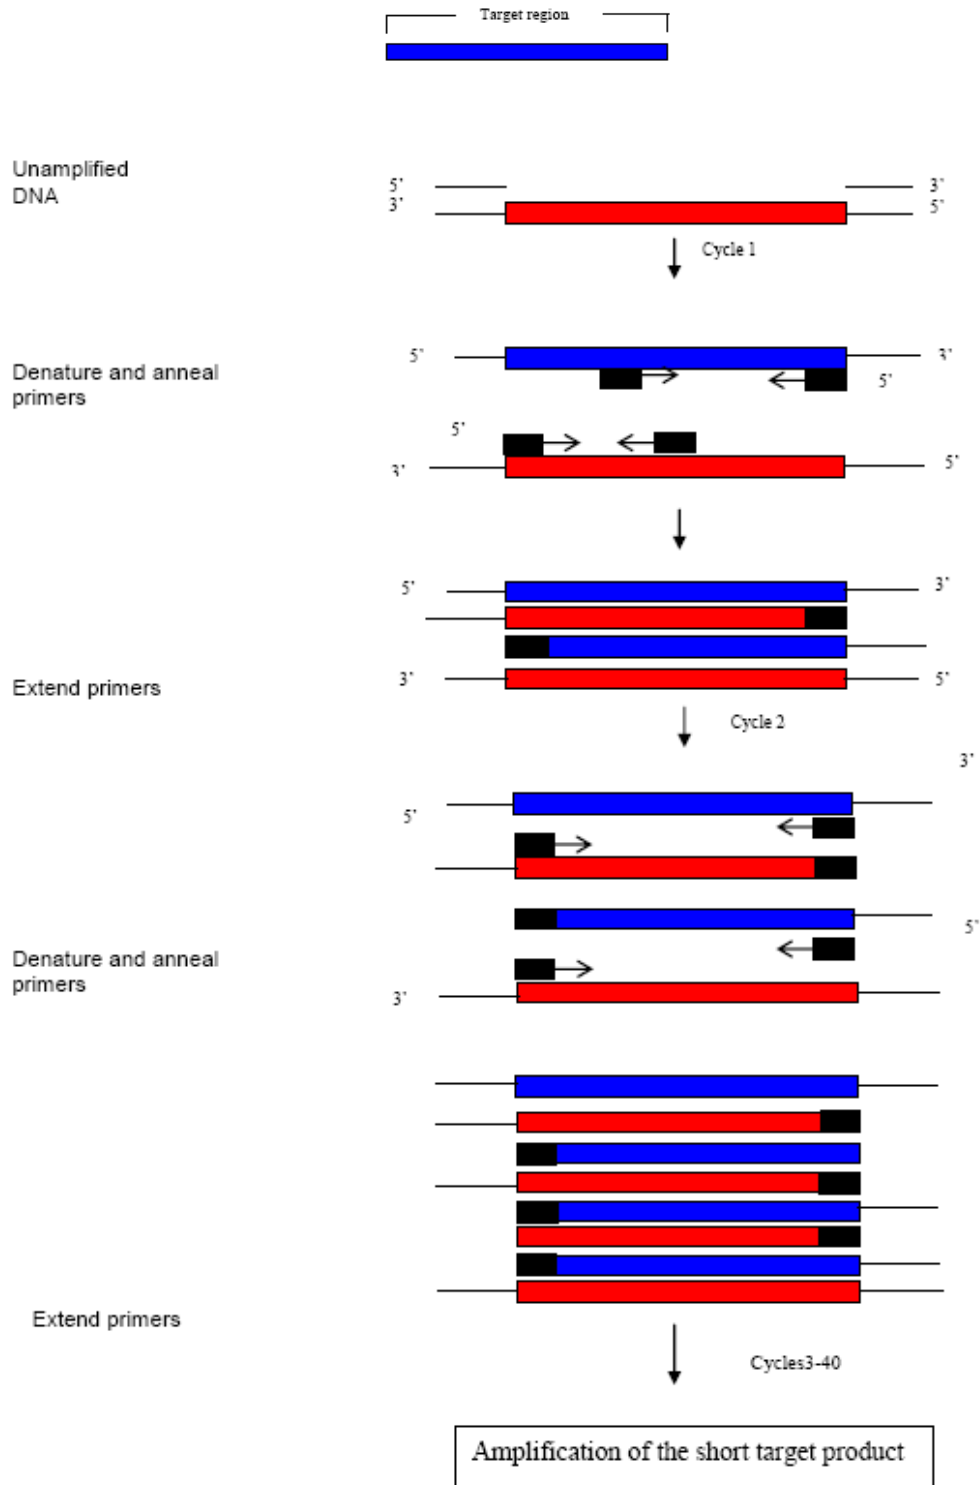 Target region
Unamplified
DNA
5’ 3’
3’ 5’
Cycle 1
5’ 3’
Denature and anneal
primers
5’
5’
3’ 5’
5’ 3’
Extend primers
3’ 5’
Cycle 2
3’
5’
5’
Denature and anneal
primers
3’
Extend primers
Cycles3-40
Amplification of the short target product